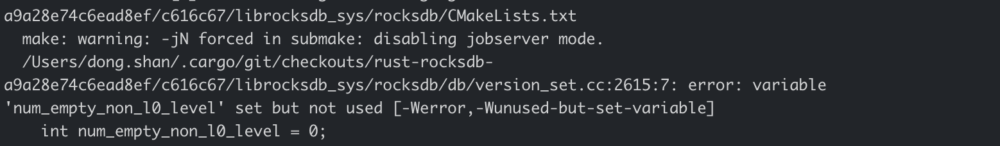 a9a28e74c6ead8ef/c616c67/librocksdb_sys/rocksdb/CMakeLists.txt
make: warning: -jN forced in submake: disabling jobserver mode.
/Users/dong.shan/.cargo/git/checkouts/rust-rocksdb-
a9a28e74c6ead8ef/c616c67/librocksdb_sys/rocksdb/db/version_set.cc:2615:7: error: variable
'num_empty_non_l0_level' set but not used [-Werror,-Wunused-but-set-variable]
int num_empty_non_l0_level = 0;